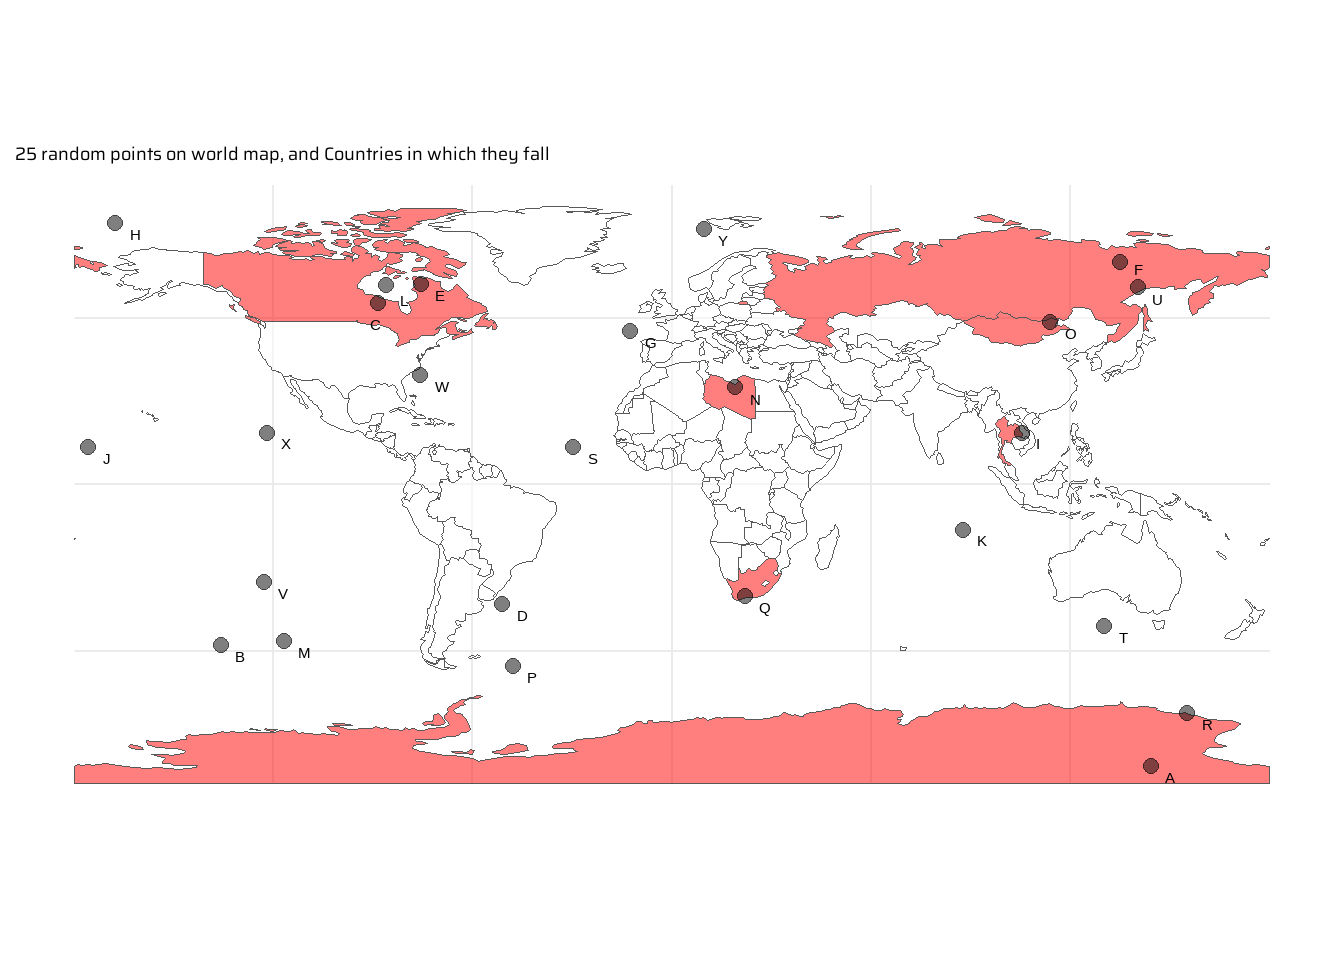 25 random points on world map, and Countries in which they fall
H
Y
F
E
L
U
C
O
G
W
N
X
I
J
S
K
V
Q
D
T
B
M
P
R
A